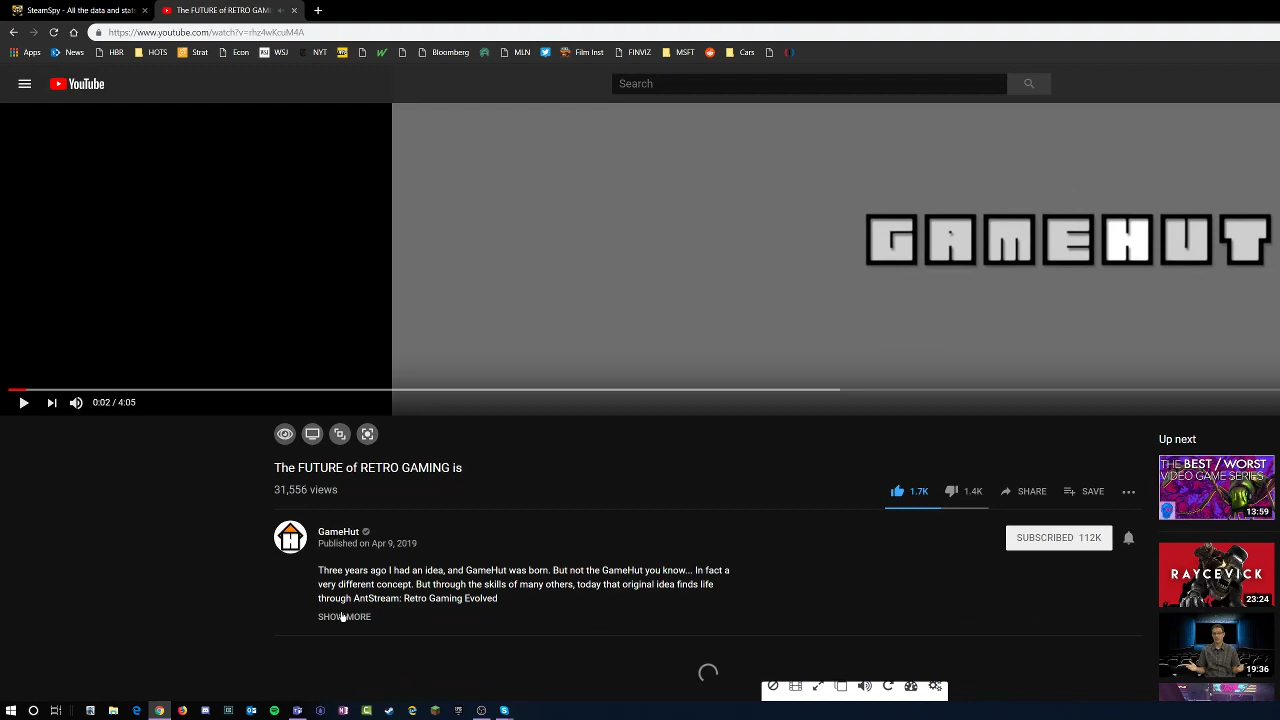 SteamSpy - All the data and stats
The FUTURE of RETRO GAMI
https://www.youtube.com/watch?v=rhz4wKcuM4A
Apps News HBR HOTS Strat Econ WSJ NYT Bloomberg MLN Film Inst FINVIZ MSFT Cars
YouTube
Search
GAMEHUT
0:02 / 4:05
The FUTURE of RETRO GAMING is
31,556 views
1.7K 1.4K SHARE SAVE
GameHut
Published on Apr 9, 2019
SUBSCRIBED 112K
Three years ago I had an idea, and GameHut was born. But not the GameHut you know... In fact a
very different concept. But through the skills of many others, today that original idea finds life
through AntStream: Retro Gaming Evolved
SHOW MORE
Up next
THE BEST / WORST
VIDEO GAME SERIES
13:59
RAYCEVICK
23:24
19:36